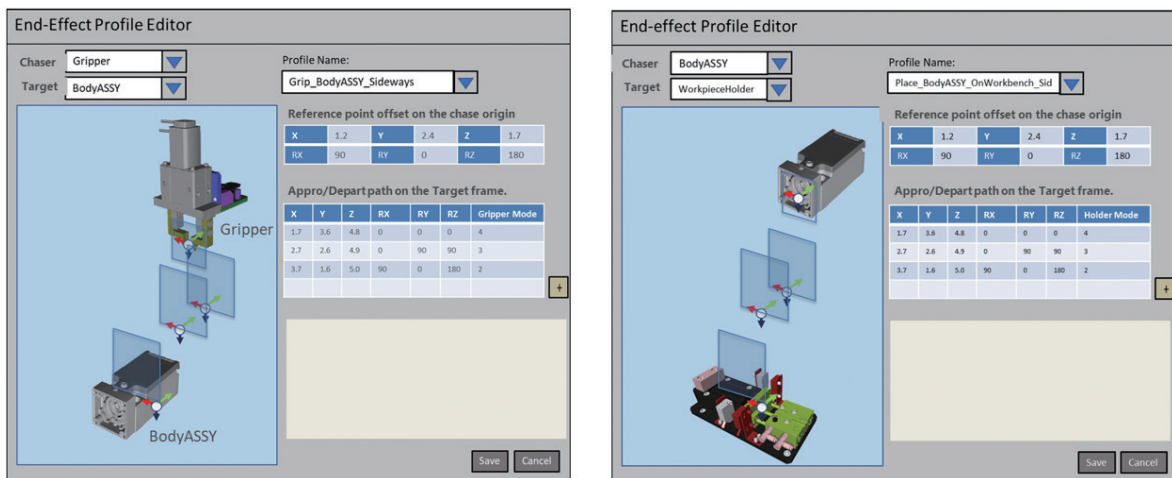 End-Effect Profile Editor
Chaser Gripper
Target BodyASSY
Profile Name:
Grip_BodyASSY_Sideways
Reference point offset on the chase origin
X 1.2 Y 2.4 Z 1.7
RX 90 RY 0 RZ 180
Appro/Depart path on the Target frame.
X Y Z RX RY RZ Gripper Mode
1.7 3.6 4.8 0 0 0 4
2.7 2.6 4.9 0 90 90 3
3.7 1.6 5.0 90 0 180 2
+
Gripper
BodyASSY
Save Cancel
End-effect Profile Editor
Chaser BodyASSY
Target WorkpieceHolder
Profile Name:
Place_BodyASSY_OnWorkbench_Sid
Reference point offset on the chase origin
X 1.2 Y 2.4 Z 1.7
RX 90 RY 0 RZ 180
Appro/Depart path on the Target frame.
X Y Z RX RY RZ Holder Mode
1.7 3.6 4.8 0 0 0 4
2.7 2.6 4.9 0 90 90 3
3.7 1.6 5.0 90 0 180 2
+
Save Cancel